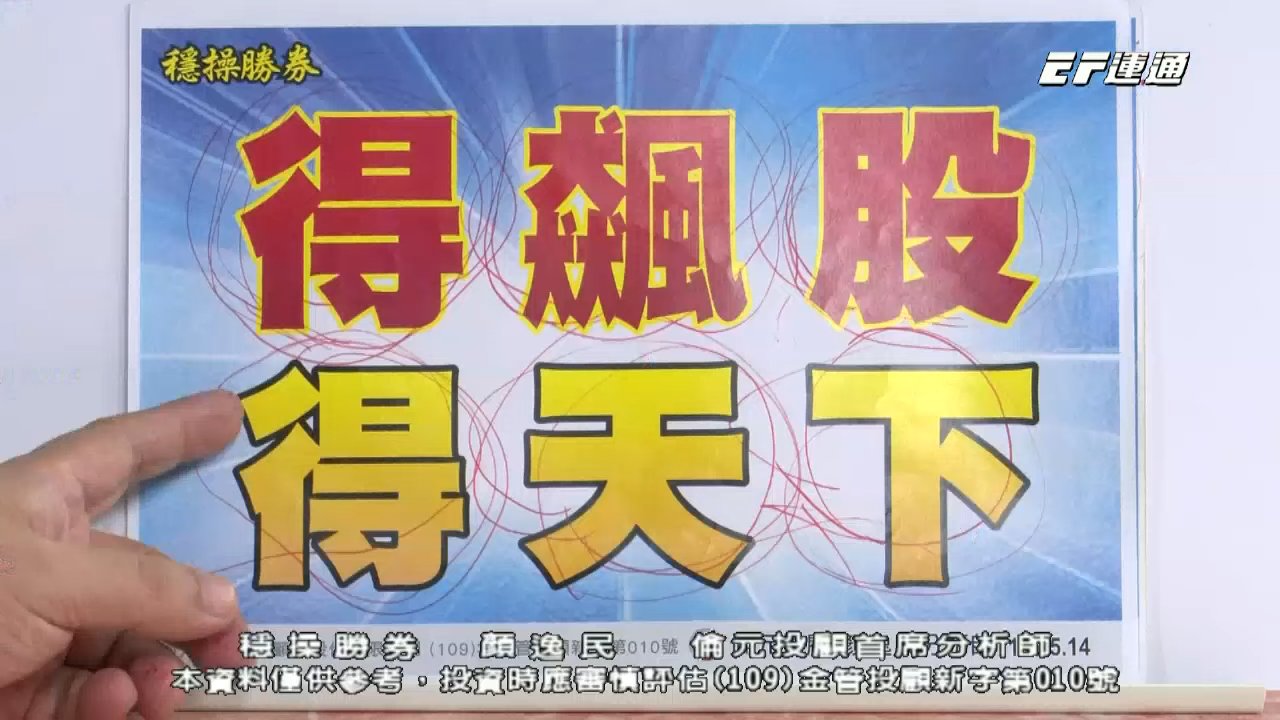 穩操勝券
EF運通
得飆股
得天下
穩操勝券 顏逸民 倫元投顧首席分析師
5.14
本資料僅供參考，投資時應審慎評估(109)金管投顧新字第010號